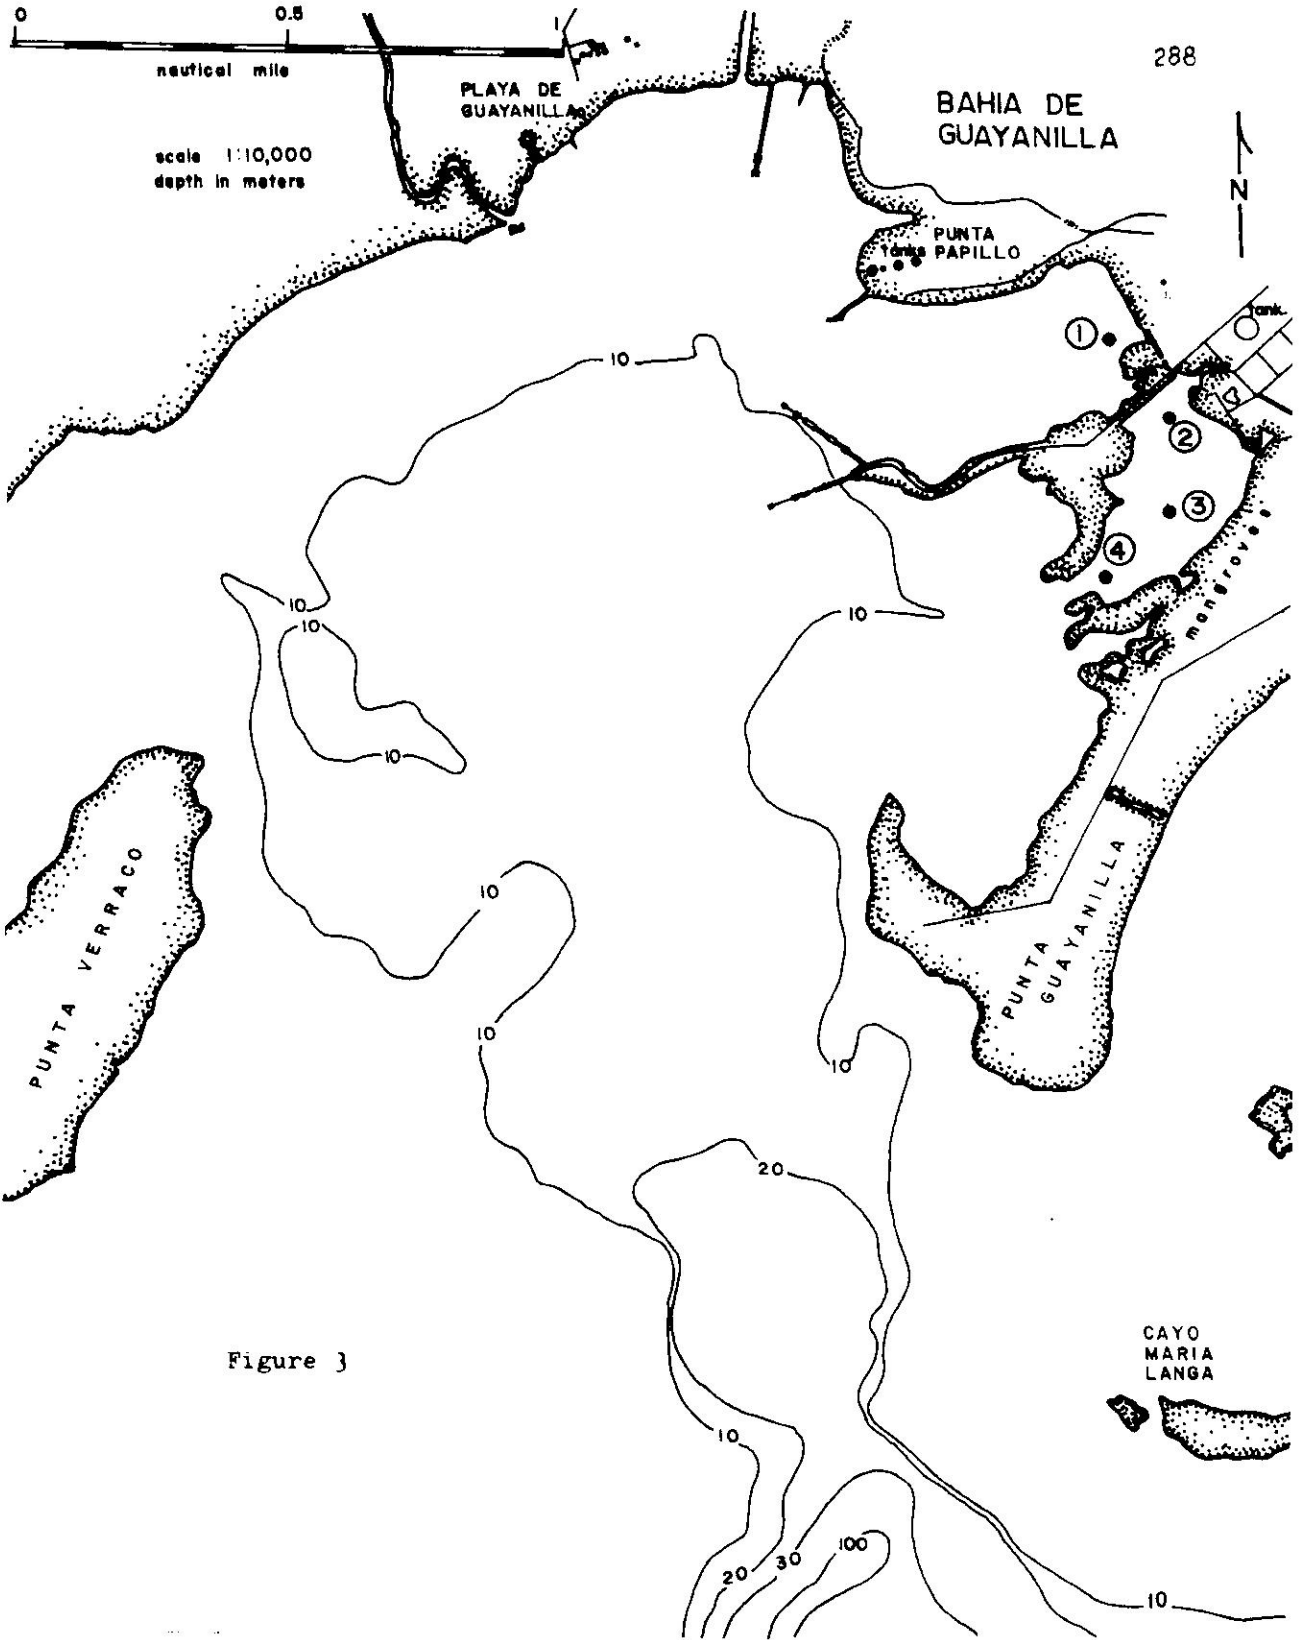 0 0.5 1
nautical mile
288
PLAYA DE
GUAYANILLA
BAHIA DE
GUAYANILLA
scale 1:10,000
depth in meters
N
PUNTA
PAPILLO
Tanks
tank
1
10
2
3
4
mangroves
10
10
10
10
PUNTA VERRACO
10
PUNTA
GUAYANILLA
10
10
20
CAYO
MARIA
LANGA
Figure 3
10
100
30
20
10